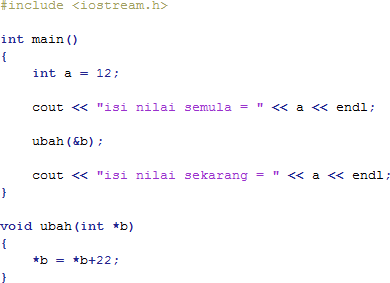 #include <iostream.h>
int main()
{
    int a = 12;
    cout << "isi nilai semula = " << a << endl;
    ubah(&b);
    cout << "isi nilai sekarang = " << a << endl;
}
void ubah(int *b)
{
    *b = *b+22;
}